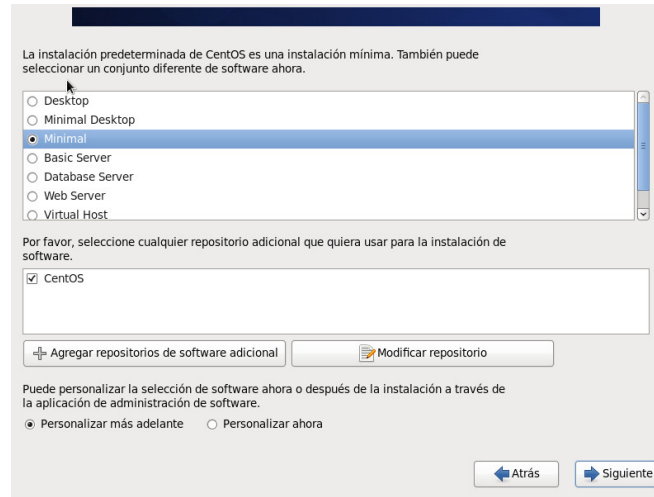 La instalación predeterminada de CentOS es una instalación mínima. También puede
seleccionar un conjunto diferente de software ahora.
Desktop
Minimal Desktop
Minimal
Basic Server
Database Server
Web Server
Virtual Host
Por favor, seleccione cualquier repositorio adicional que quiera usar para la instalación de
software.
CentOS
Agregar repositorios de software adicional
Modificar repositorio
Puede personalizar la selección de software ahora o después de la instalación a través de
la aplicación de administración de software.
Personalizar más adelante
Personalizar ahora
Atrás
Siguiente